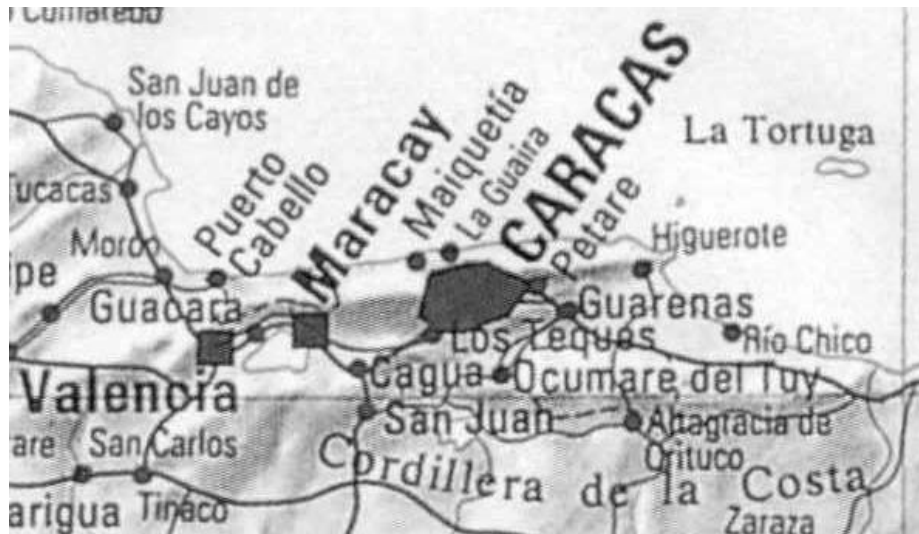 San Juan de
los Cayos
La Tortuga
CARACAS
La Guaira
Maiquetía
Maracay
Puerto
Cabello
Petare
Higuerote
Tucacas
Morón
Guacara
Guarenas
Los Teques
Río Chico
Valencia
Cagua
Ocumare del Tuy
San Juan
Altagracia de
Orituco
are
San Carlos
Cordillera de la Costa
arigua
Tinaco
Zaraza
ipe